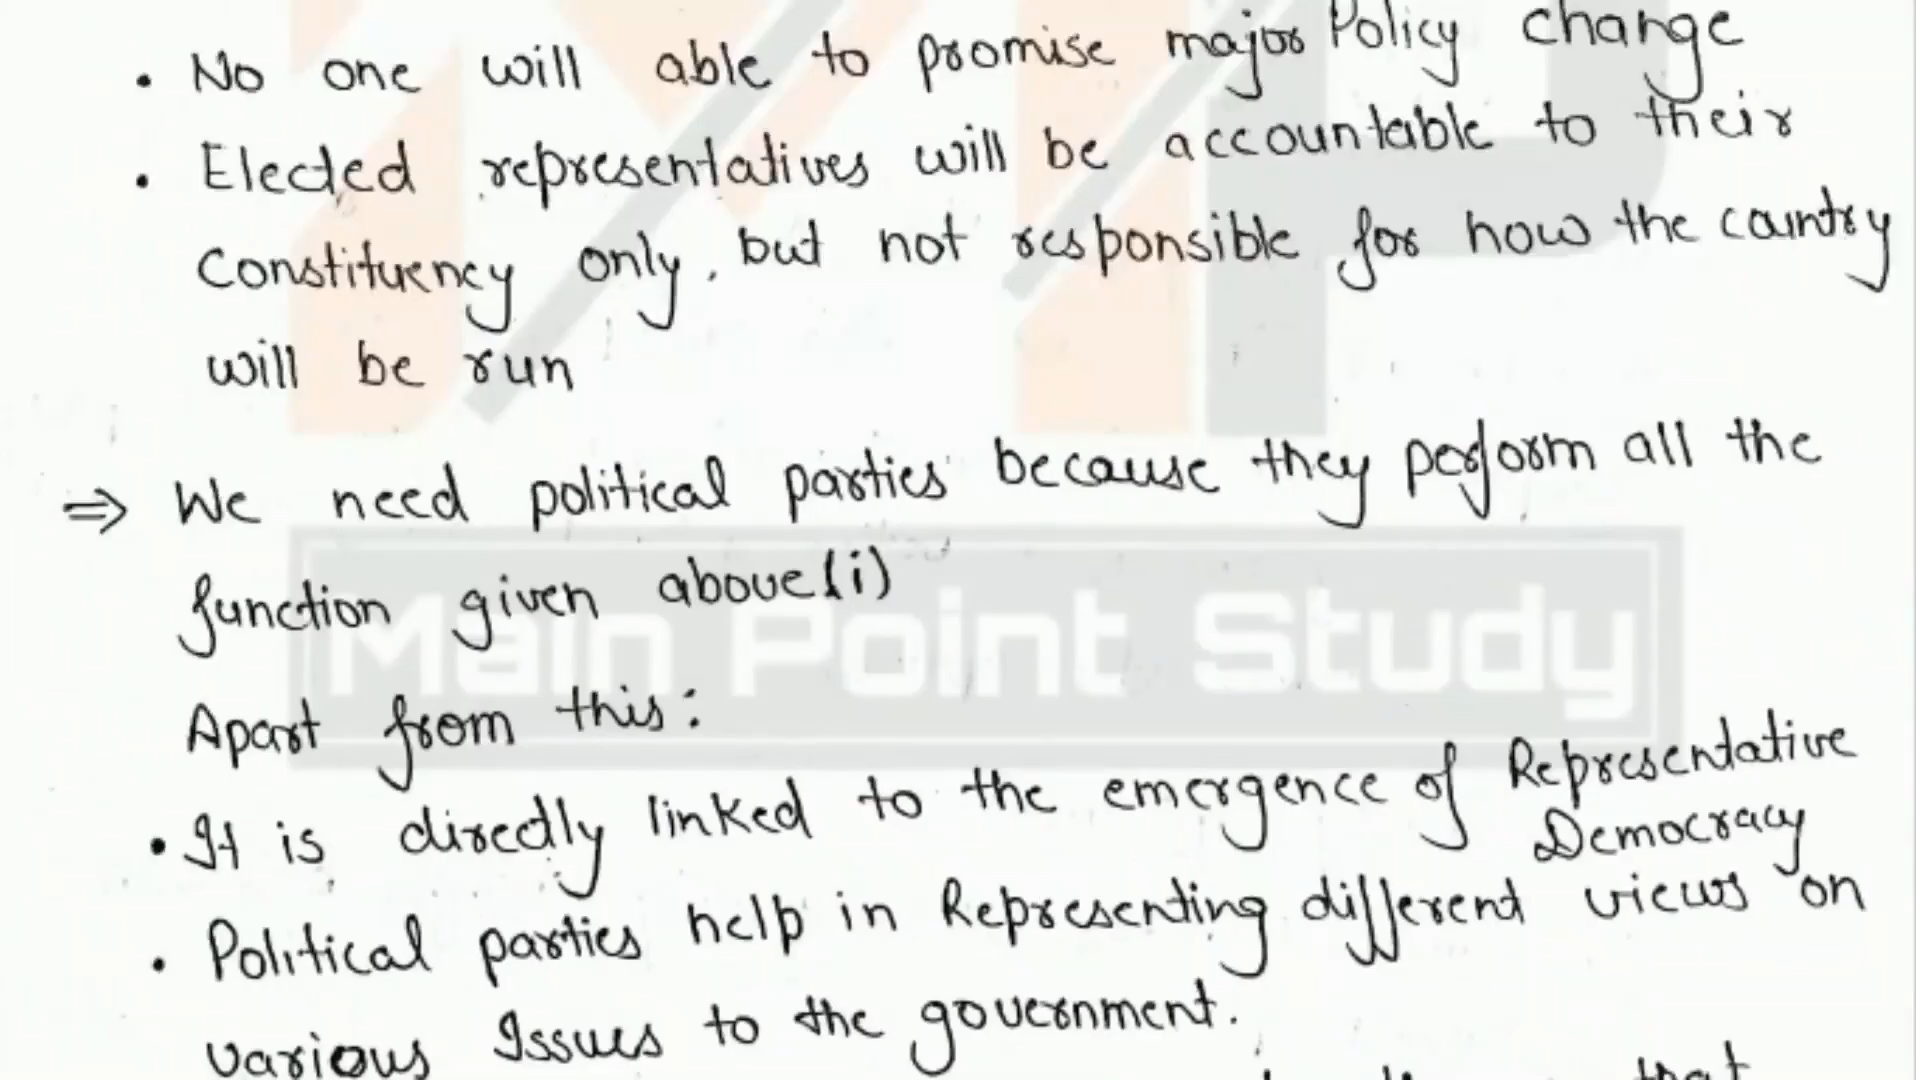 • No one will able to promise major Policy change
• Elected representatives will be accountable to their
Constituency only, but not responsible for how the country
will be run
⇒ We need political parties because they perform all the
function given above(i)
Main Point Study
Apart from this:
• It is directly linked to the emergence of Representative
Democracy
• Political parties help in Representing different views on
various Issues to the government.
that